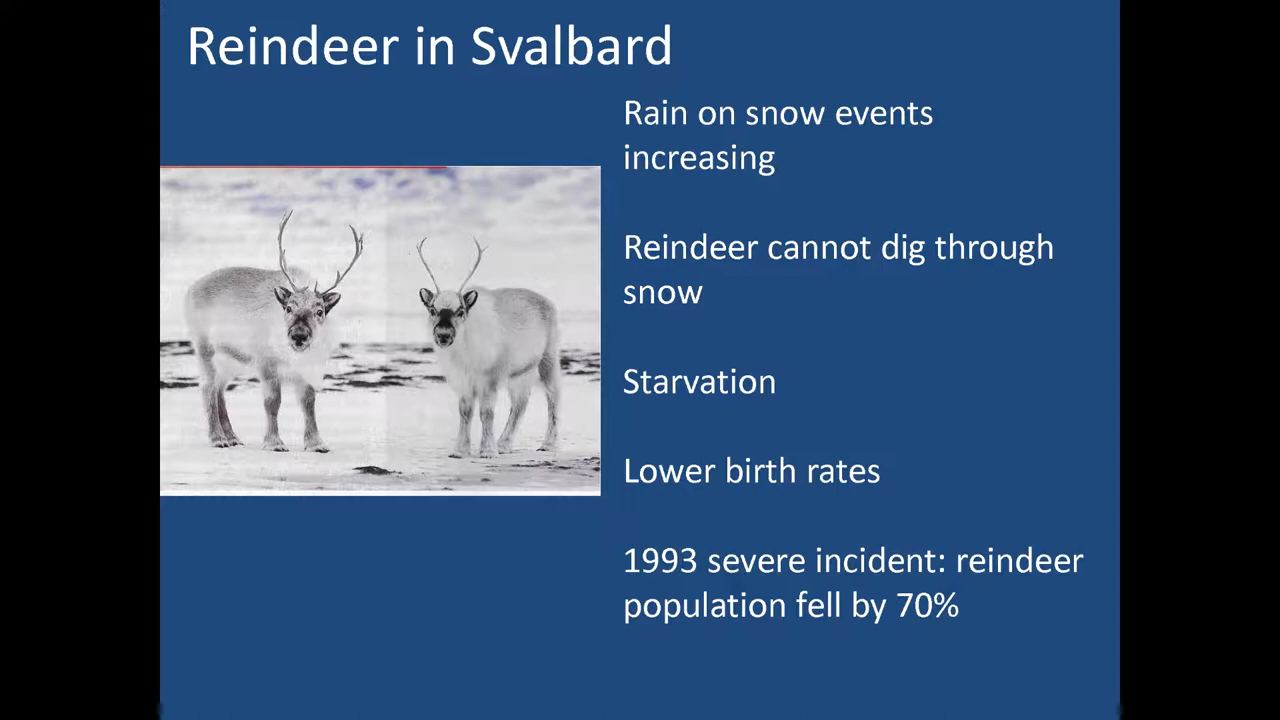 Reindeer in Svalbard
Rain on snow events
increasing
Reindeer cannot dig through
snow
Starvation
Lower birth rates
1993 severe incident: reindeer
population fell by 70%